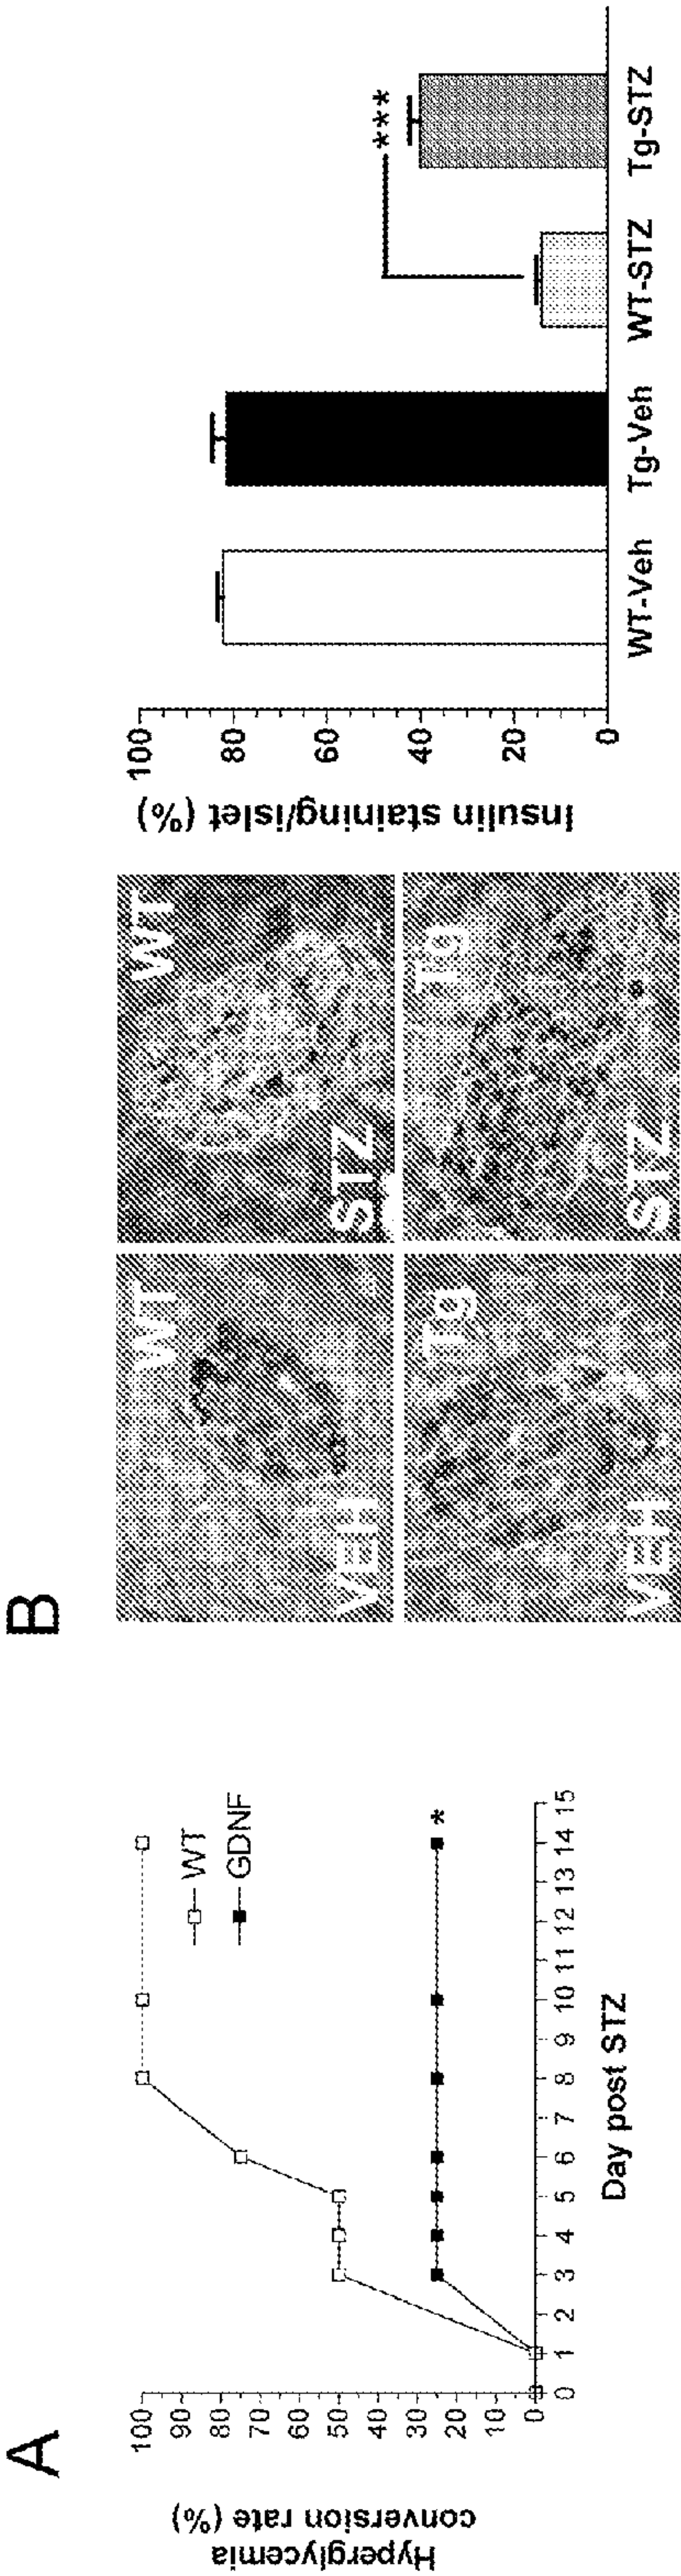 A
Hyperglycemia
conversion rate (%)
100
90
80
70
60
50
40
30
20
10
0
WT
GDNF
*
0 1 2 3 4 5 6 7 8 9 10 11 12 13 14 15
Day post STZ
B
WT
VEH
WT
STZ
Tg
VEH
Tg
STZ
Insulin staining/islet (%)
100
80
60
40
20
0
***
WT-Veh Tg-Veh WT-STZ Tg-STZ